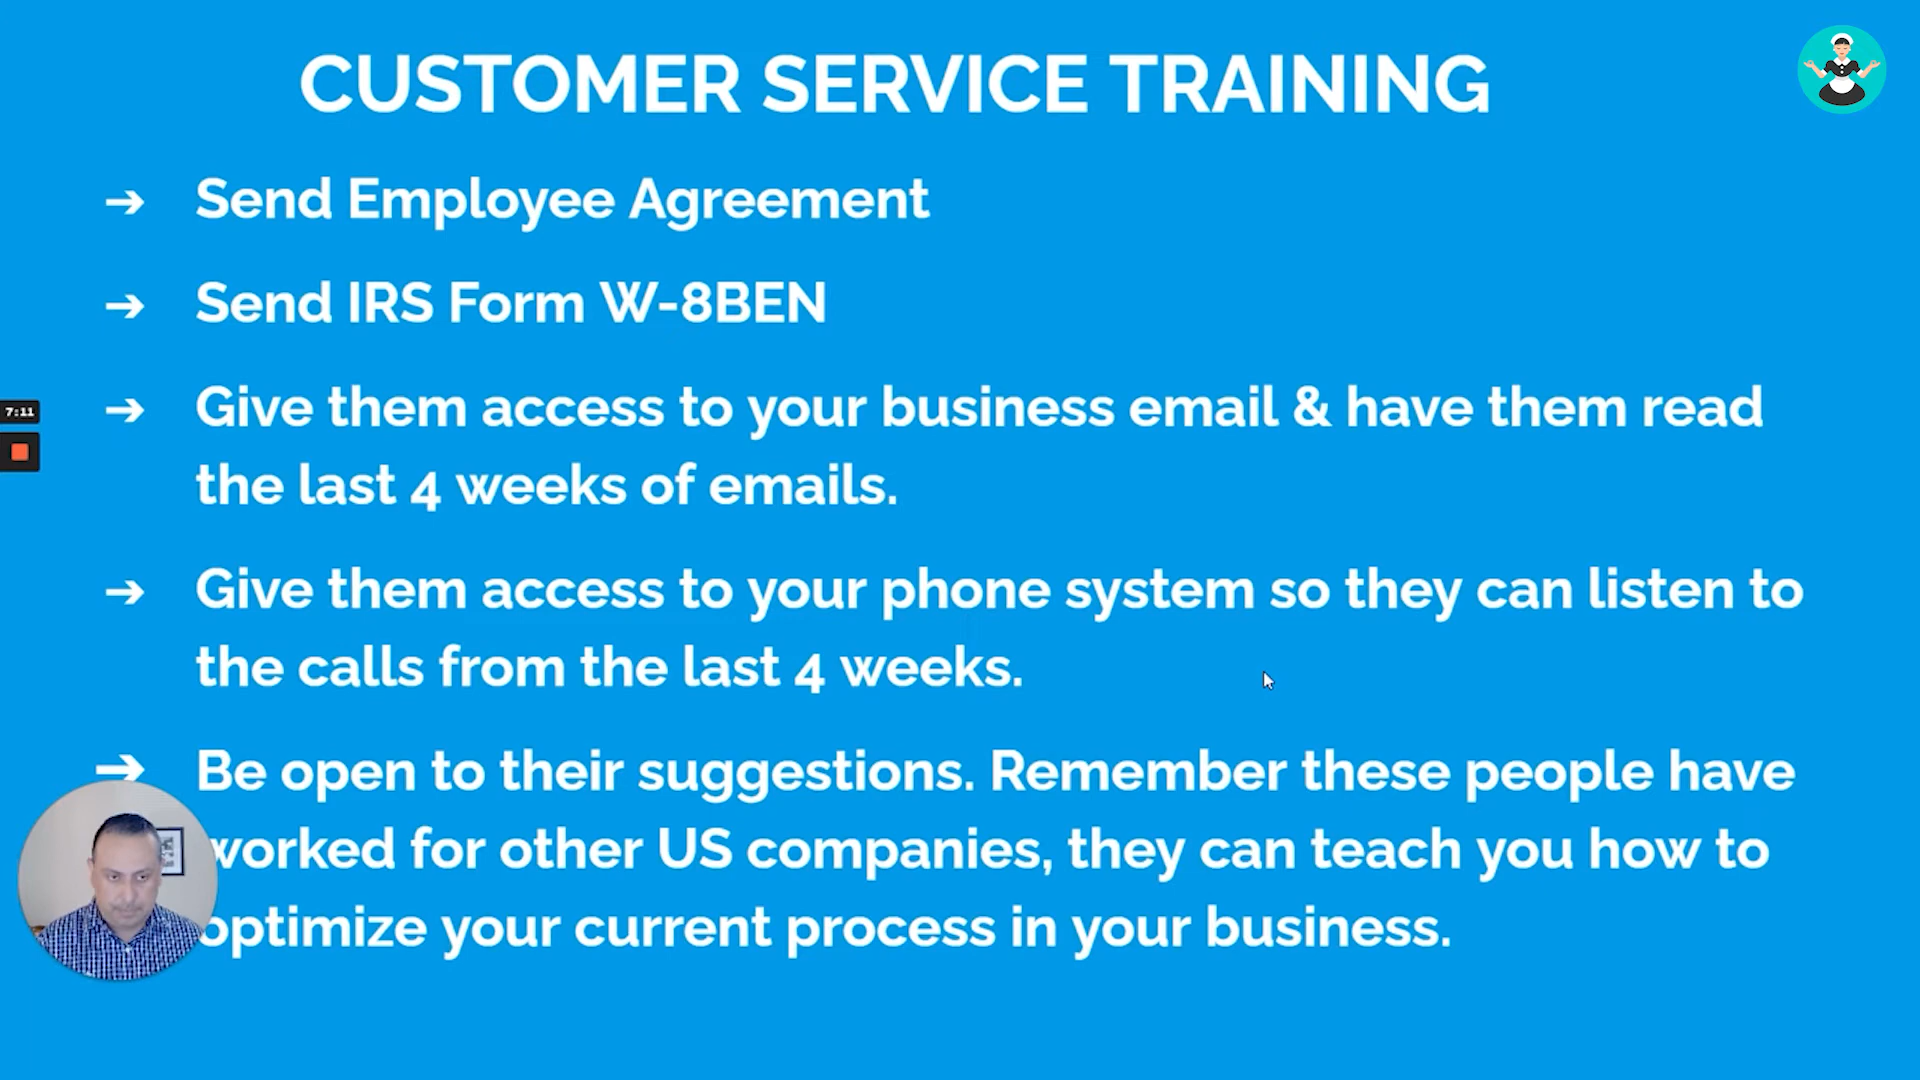 CUSTOMER SERVICE TRAINING
➔ Send Employee Agreement
➔ Send IRS Form W-8BEN
7:11
➔ Give them access to your business email & have them read
the last 4 weeks of emails.
➔ Give them access to your phone system so they can listen to
the calls from the last 4 weeks.
➔ Be open to their suggestions. Remember these people have
worked for other US companies, they can teach you how to
optimize your current process in your business.